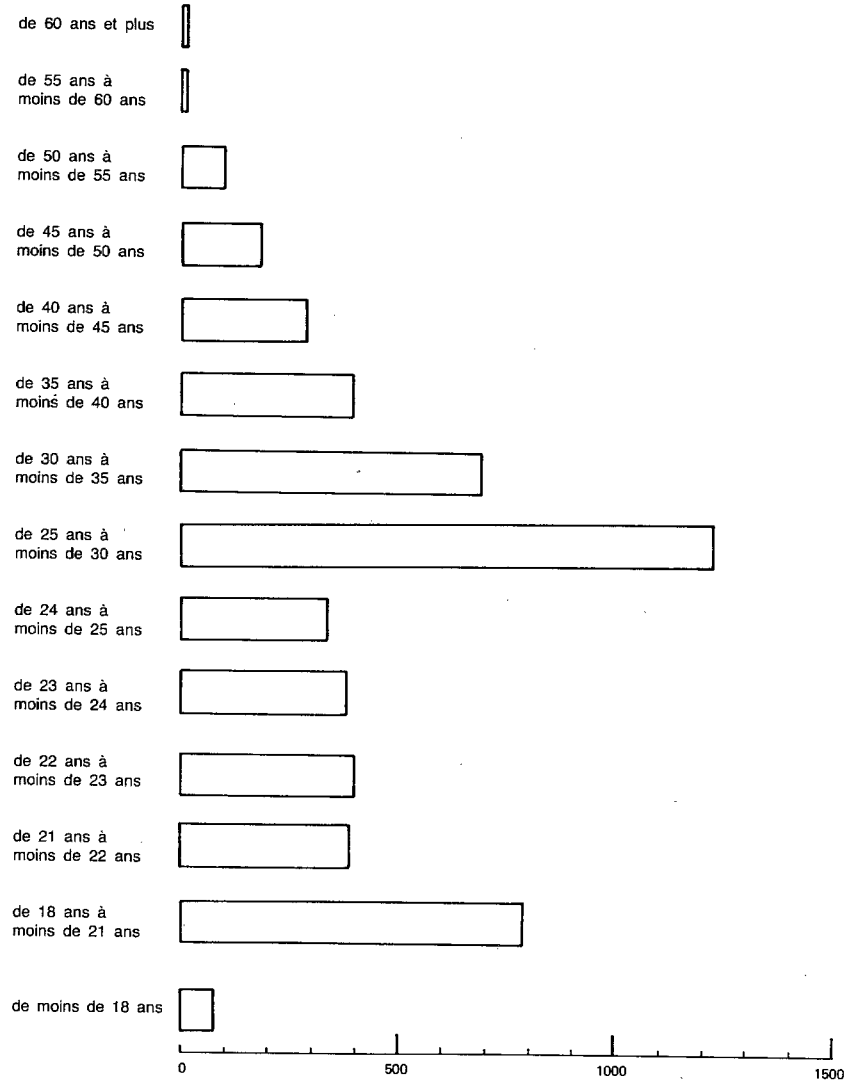 de 60 ans et plus
de 55 ans à
moins de 60 ans
de 50 ans à
moins de 55 ans
de 45 ans à
moins de 50 ans
de 40 ans à
moins de 45 ans
de 35 ans à
moins de 40 ans
de 30 ans à
moins de 35 ans
de 25 ans à
moins de 30 ans
de 24 ans à
moins de 25 ans
de 23 ans à
moins de 24 ans
de 22 ans à
moins de 23 ans
de 21 ans à
moins de 22 ans
de 18 ans à
moins de 21 ans
de moins de 18 ans
0 500 1000 1500